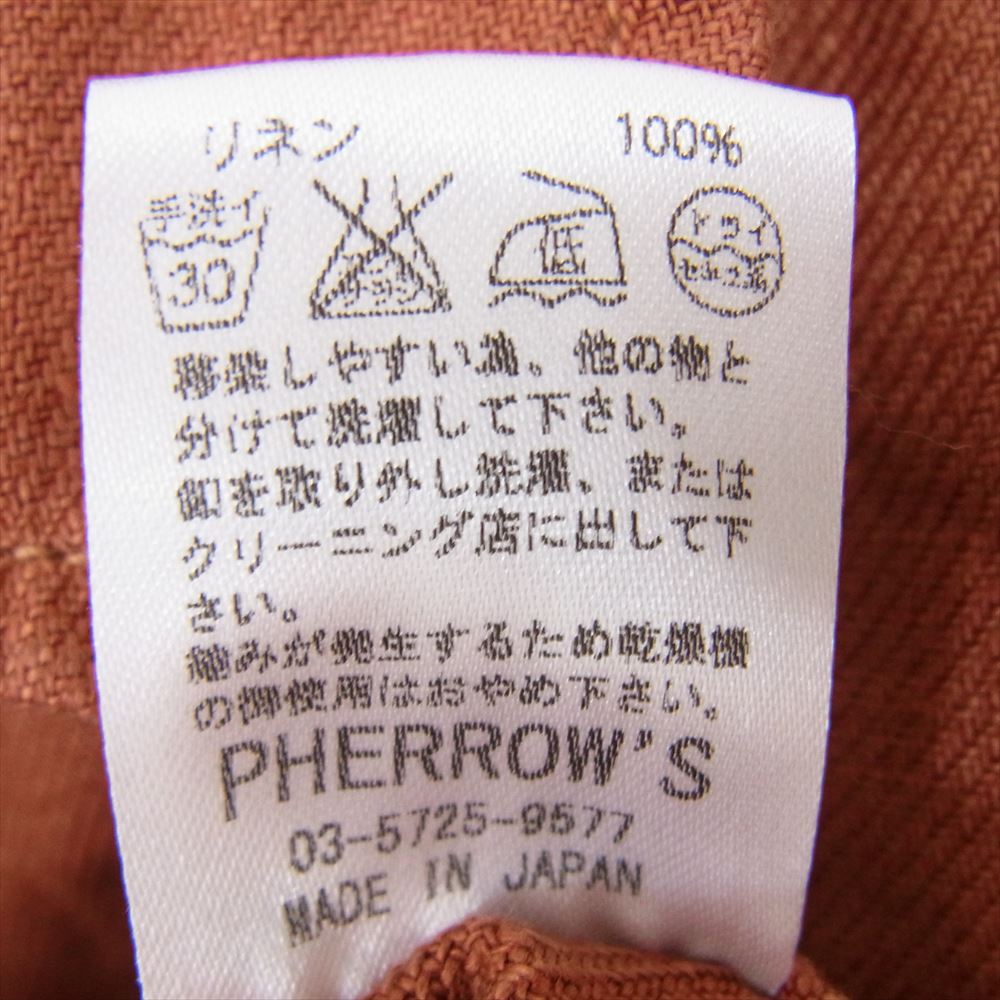 リネン 100%
手洗イ 30 低 ドライ セキユ系
移染しやすい為、他の物と
分けて洗濯して下さい。
釦を取り外し洗濯、または
クリーニング店に出して下
さい。
縮みが発生するため乾燥機
の御使用はおやめ下さい。
PHERROW'S
03-5725-9577
MADE IN JAPAN